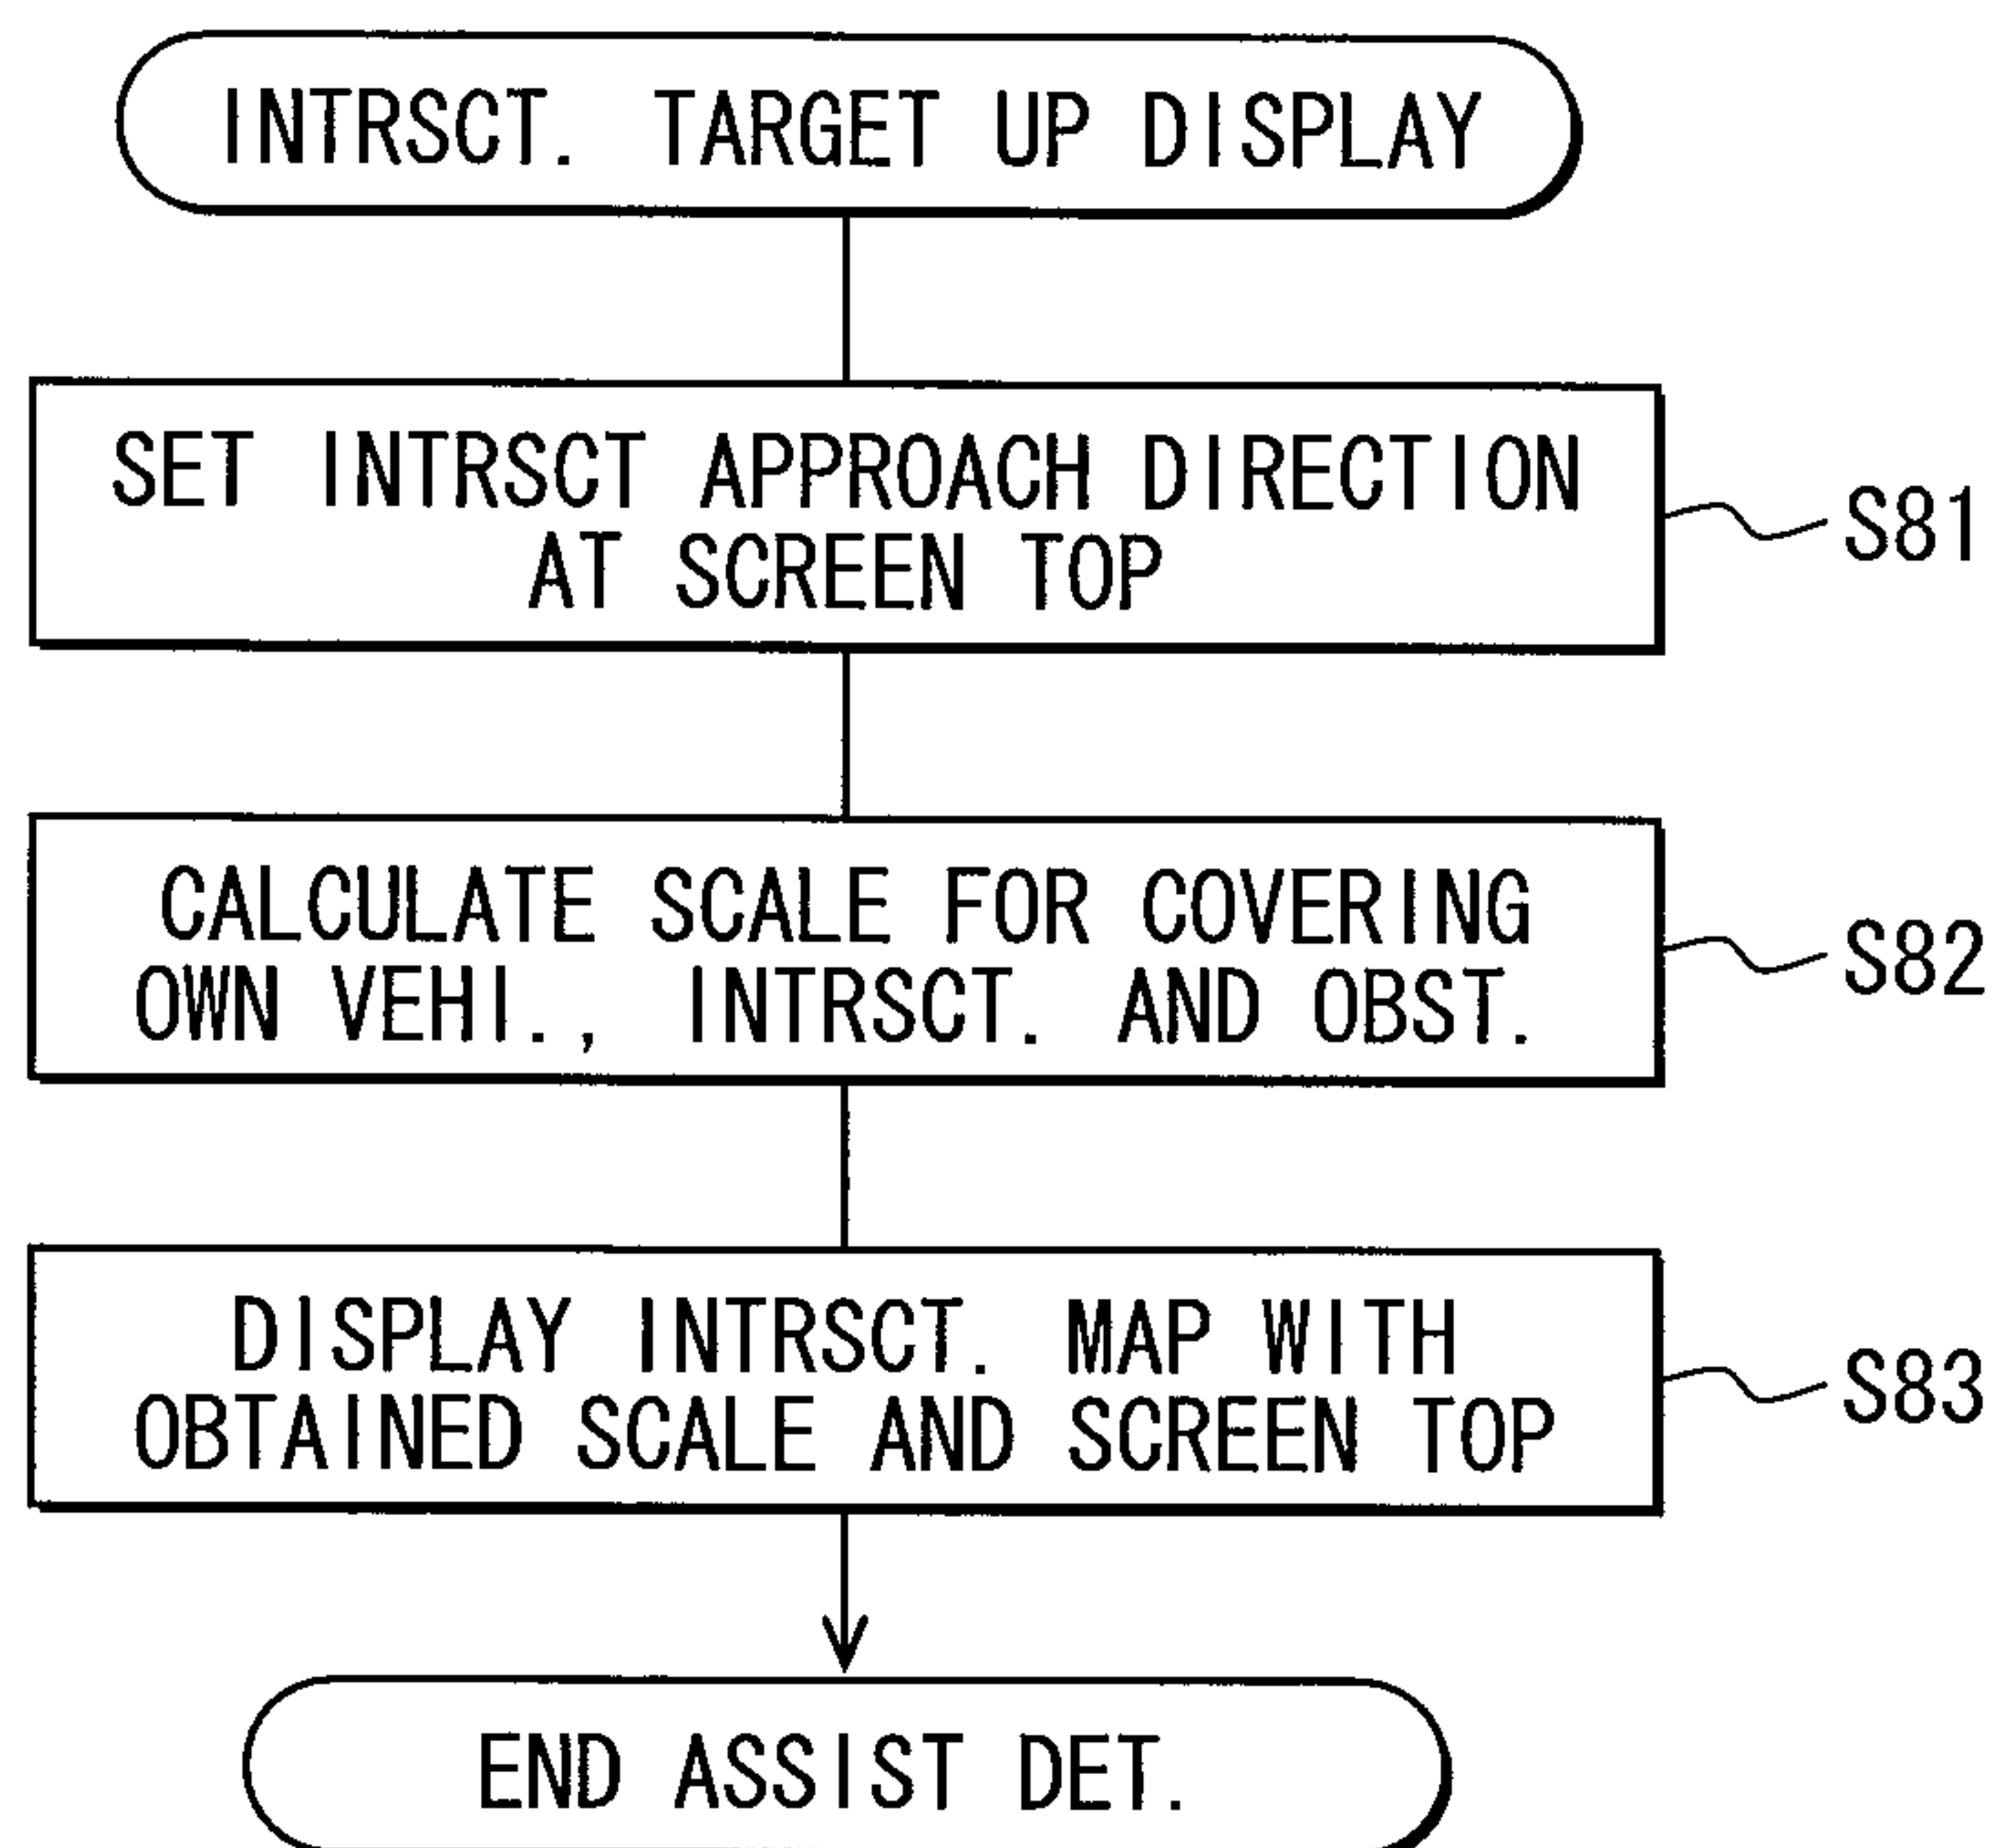 INTRSCT. TARGET UP DISPLAY
SET INTRSCT APPROACH DIRECTION
AT SCREEN TOP
S81
CALCULATE SCALE FOR COVERING
OWN VEHI., INTRSCT. AND OBST.
S82
DISPLAY INTRSCT. MAP WITH
OBTAINED SCALE AND SCREEN TOP
S83
END ASSIST DET.